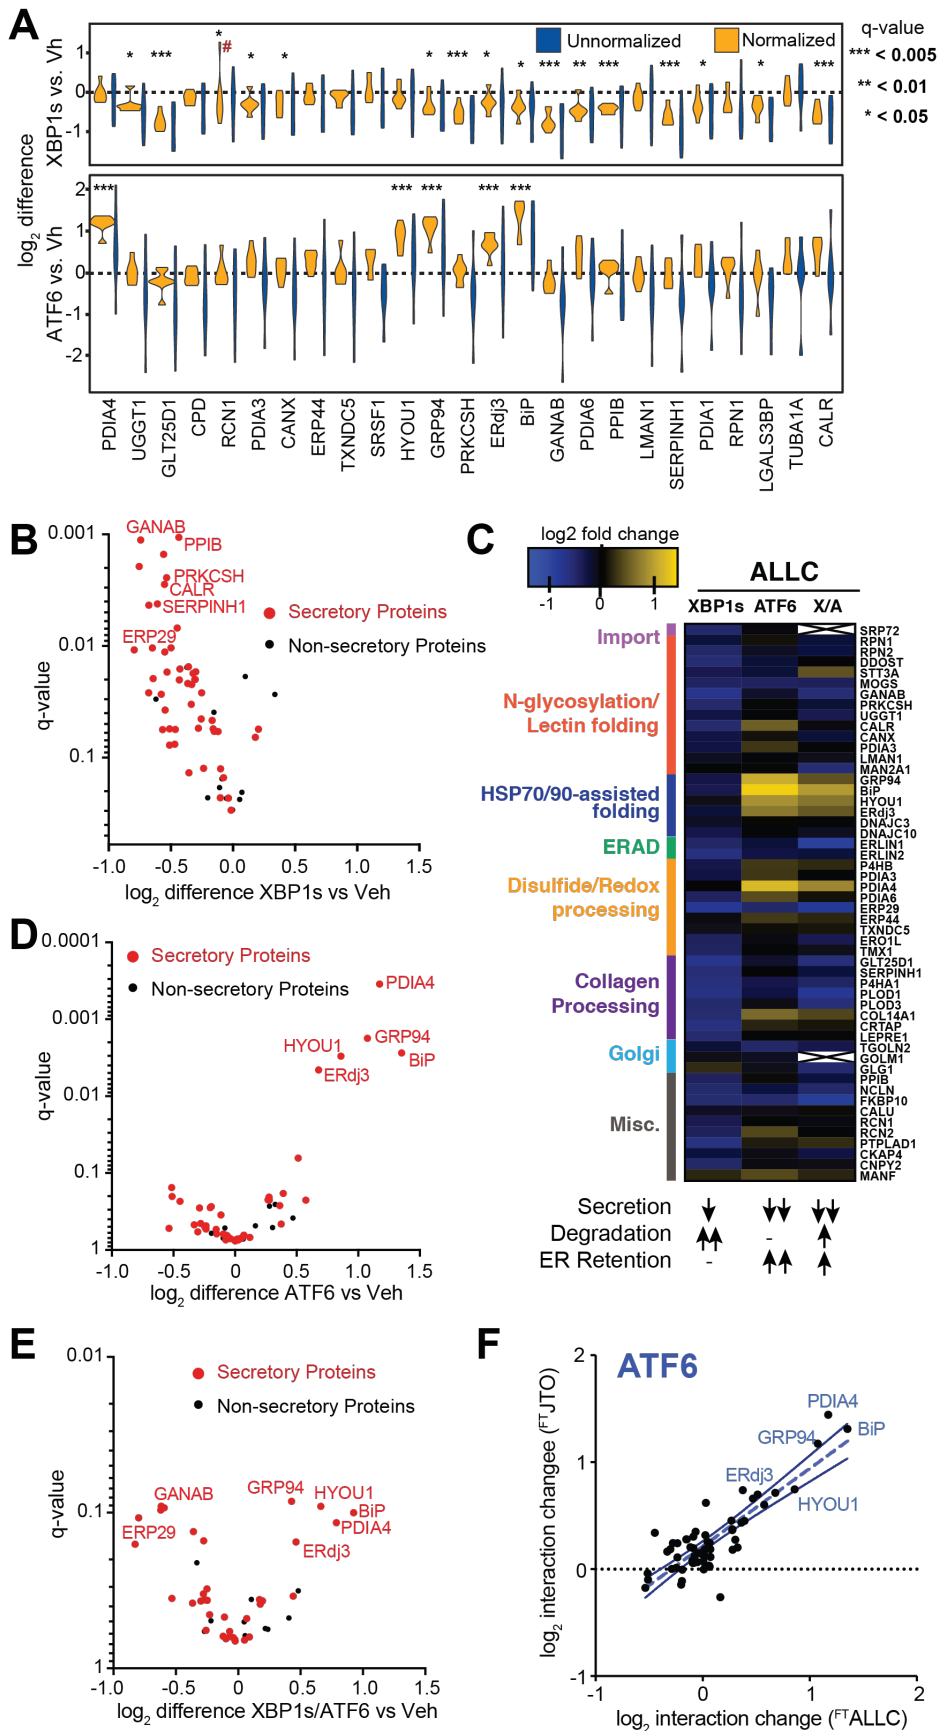 A
XBP1s vs. Vh
ATF6 vs. Vh
log2 difference
1
0
-1
2
1
0
-1
-2
Unnormalized
Normalized
q-value
*** < 0.005
** < 0.01
* < 0.05
* *** * # * * * *** * * *** ** *** *** * * ***
*** *** *** *** ***
PDIA4
UGGT1
GLT25D1
CPD
RCN1
PDIA3
CANX
ERP44
TXNDC5
SRSF1
HYOU1
GRP94
PRKCSH
ERdj3
BiP
GANAB
PDIA6
PPIB
LMAN1
SERPINH1
PDIA1
RPN1
LGALS3BP
TUBA1A
CALR
B
0.001
0.01
0.1
q-value
GANAB
PPIB
PRKCSH
CALR
SERPINH1
ERP29
Secretory Proteins
Non-secretory Proteins
-1.0 -0.5 0.0 0.5 1.0 1.5
log2 difference XBP1s vs Veh
C
log2 fold change
-1 0 1
ALLC
XBP1s ATF6 X/A
Import
N-glycosylation/
Lectin folding
HSP70/90-assisted
folding
ERAD
Disulfide/Redox
processing
Collagen
Processing
Golgi
Misc.
SRP72
RPN1
RPN2
DDOST
STT3A
MOGS
GANAB
PRKCSH
UGGT1
CALR
CANX
PDIA3
LMAN1
MAN2A1
GRP94
BiP
HYOU1
ERdj3
DNAJC3
DNAJC10
ERLIN1
ERLIN2
P4HB
PDIA3
PDIA4
PDIA6
ERP29
ERP44
TXNDC5
ERO1L
TMX1
GLT25D1
SERPINH1
P4HA1
PLOD1
PLOD3
COL14A1
CRTAP
LEPRE1
TGOLN2
GOLM1
GLG1
PPIB
NCLN
FKBP10
CALU
RCN1
RCN2
PTPLAD1
CKAP4
CNPY2
MANF
Secretion ↓ ↓↓ ↓↓
Degradation ↑↑ - ↑
ER Retention - ↑↑ ↑
D
0.0001
0.001
0.01
0.1
1
q-value
Secretory Proteins
Non-secretory Proteins
PDIA4
GRP94
HYOU1
BiP
ERdj3
-1.0 -0.5 0 0.5 1.0 1.5
log2 difference ATF6 vs Veh
E
0.01
0.1
1
q-value
Secretory Proteins
Non-secretory Proteins
GANAB
ERP29
GRP94
HYOU1
BiP
PDIA4
ERdj3
-1.0 -0.5 0 0.5 1.0 1.5
log2 difference XBP1s/ATF6 vs Veh
F
ATF6
2
1
0
-1
log2 interaction changee (FTJTO)
PDIA4
BiP
GRP94
ERdj3
HYOU1
-1 0 1 2
log2 interaction change (FTALLC)